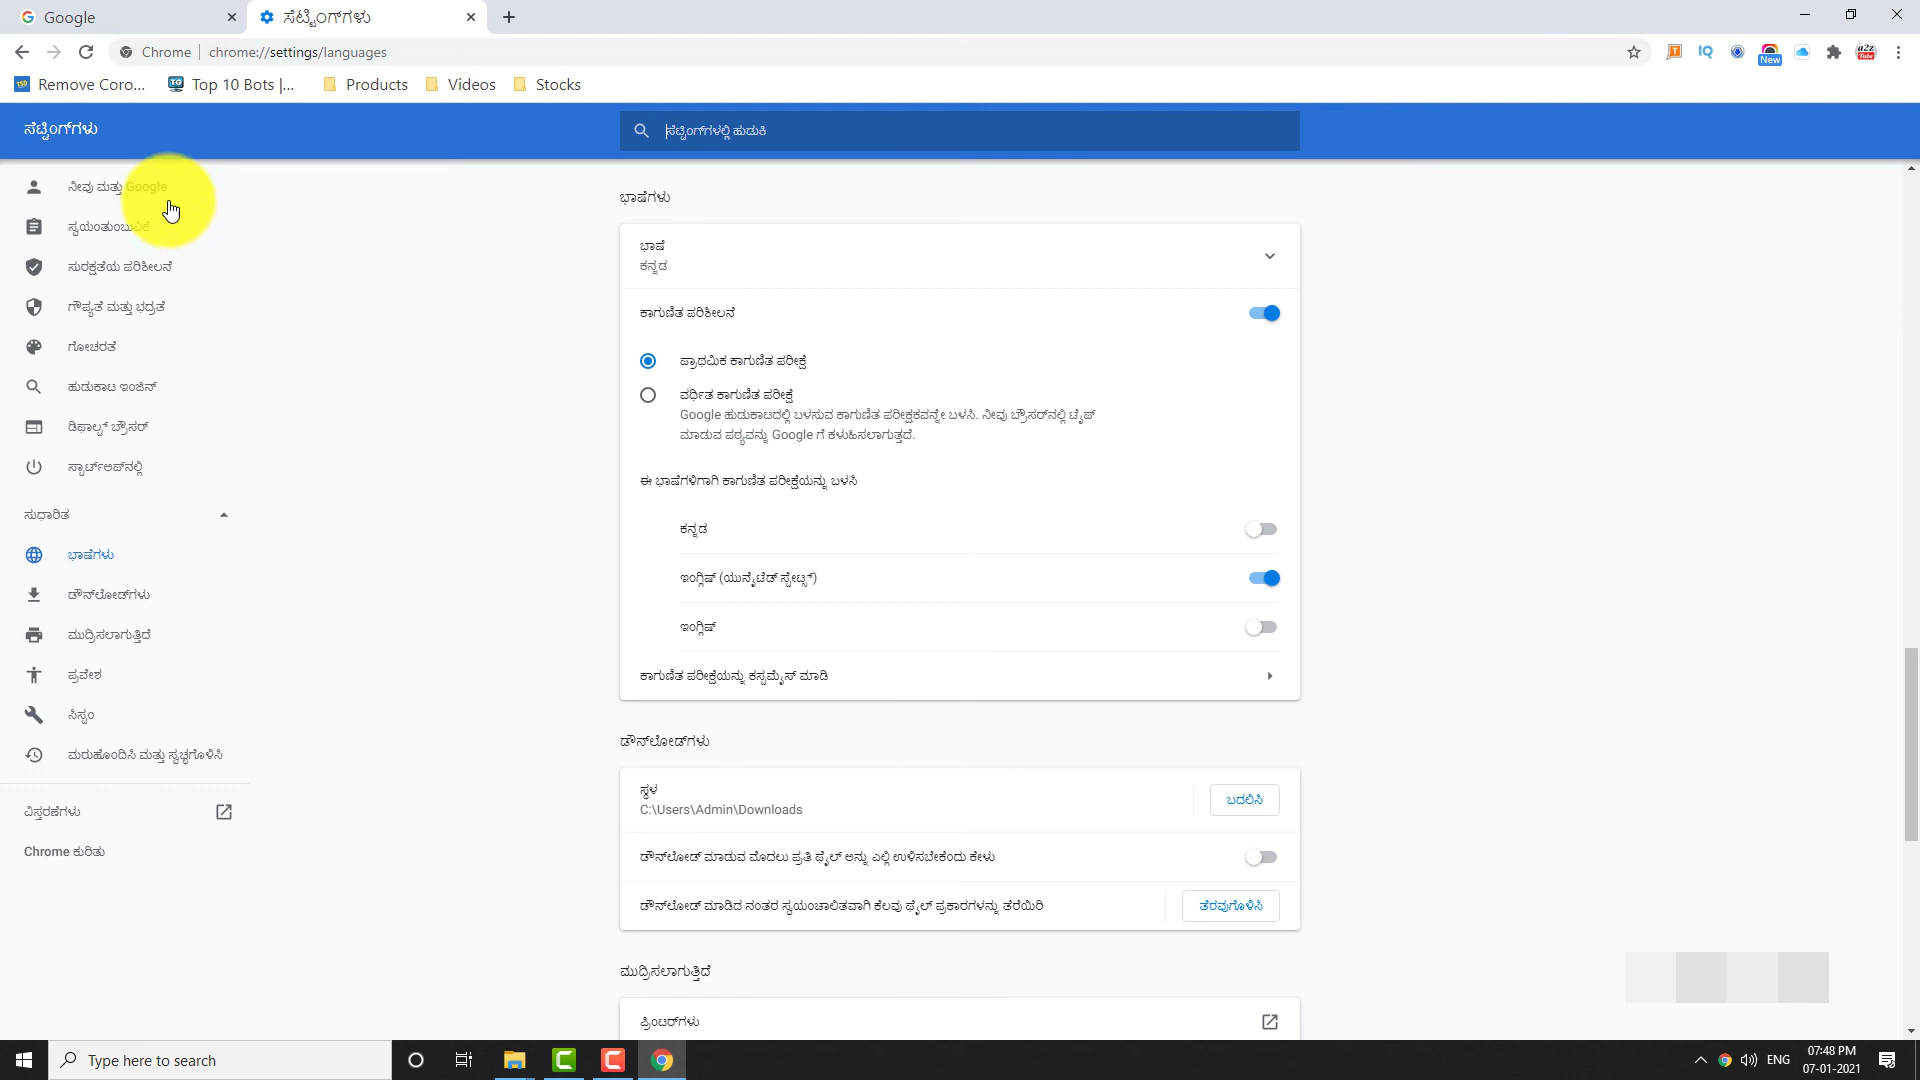 Google
ಸೆಟ್ಟಿಂಗ್‌ಗಳು
Chrome
chrome://settings/languages
New
Remove Coro...
Top 10 Bots |...
Products
Videos
Stocks
ಸೆಟ್ಟಿಂಗ್‌ಗಳು
ಸೆಟ್ಟಿಂಗ್‌ಗಳಲ್ಲಿ ಹುಡುಕಿ
ನೀವು ಮತ್ತು Google
ಸ್ವಯಂತುಂಬುವಿಕೆ
ಸುರಕ್ಷತೆಯ ಪರಿಶೀಲನೆ
ಗೌಪ್ಯತೆ ಮತ್ತು ಭದ್ರತೆ
ಗೋಚರತೆ
ಹುಡುಕಾಟ ಇಂಜಿನ್
ಡಿಫಾಲ್ಟ್ ಬ್ರೌಸರ್
ಸ್ಟಾರ್ಟ್‌ಅಪ್‌ನಲ್ಲಿ
ಸುಧಾರಿತ
ಭಾಷೆಗಳು
ಡೌನ್‌ಲೋಡ್‌ಗಳು
ಮುದ್ರಿಸಲಾಗುತ್ತಿದೆ
ಪ್ರವೇಶ
ಸಿಸ್ಟಂ
ಮರುಹೊಂದಿಸಿ ಮತ್ತು ಸ್ವಚ್ಛಗೊಳಿಸಿ
ವಿಸ್ತರಣೆಗಳು
Chrome ಕುರಿತು
ಭಾಷೆಗಳು
ಭಾಷೆ
ಕನ್ನಡ
ಕಾಗುಣಿತ ಪರಿಶೀಲನೆ
ಪ್ರಾಥಮಿಕ ಕಾಗುಣಿತ ಪರೀಕ್ಷೆ
ವರ್ಧಿತ ಕಾಗುಣಿತ ಪರೀಕ್ಷೆ
Google ಹುಡುಕಾಟದಲ್ಲಿ ಬಳಸುವ ಕಾಗುಣಿತ ಪರೀಕ್ಷಕವನ್ನೇ ಬಳಸಿ. ನೀವು ಬ್ರೌಸರ್‌ನಲ್ಲಿ ಟೈಪ್
ಮಾಡುವ ಪಠ್ಯವನ್ನು Google ಗೆ ಕಳುಹಿಸಲಾಗುತ್ತದೆ.
ಈ ಭಾಷೆಗಳಿಗಾಗಿ ಕಾಗುಣಿತ ಪರೀಕ್ಷೆಯನ್ನು ಬಳಸಿ
ಕನ್ನಡ
ಇಂಗ್ಲಿಷ್ (ಯುನೈಟೆಡ್ ಸ್ಟೇಟ್ಸ್)
ಇಂಗ್ಲಿಷ್
ಕಾಗುಣಿತ ಪರೀಕ್ಷೆಯನ್ನು ಕಸ್ಟಮೈಸ್ ಮಾಡಿ
ಡೌನ್‌ಲೋಡ್‌ಗಳು
ಸ್ಥಳ
C:\Users\Admin\Downloads
ಬದಲಿಸಿ
ಡೌನ್‌ಲೋಡ್ ಮಾಡುವ ಮೊದಲು ಪ್ರತಿ ಫೈಲ್ ಅನ್ನು ಎಲ್ಲಿ ಉಳಿಸಬೇಕೆಂದು ಕೇಳು
ಡೌನ್‌ಲೋಡ್ ಮಾಡಿದ ನಂತರ ಸ್ವಯಂಚಾಲಿತವಾಗಿ ಕೆಲವು ಫೈಲ್ ಪ್ರಕಾರಗಳನ್ನು ತೆರೆಯಿರಿ
ತೆರವುಗೊಳಿಸಿ
ಮುದ್ರಿಸಲಾಗುತ್ತಿದೆ
ಪ್ರಿಂಟರ್‌ಗಳು
Type here to search
ENG
07:48 PM
07-01-2021